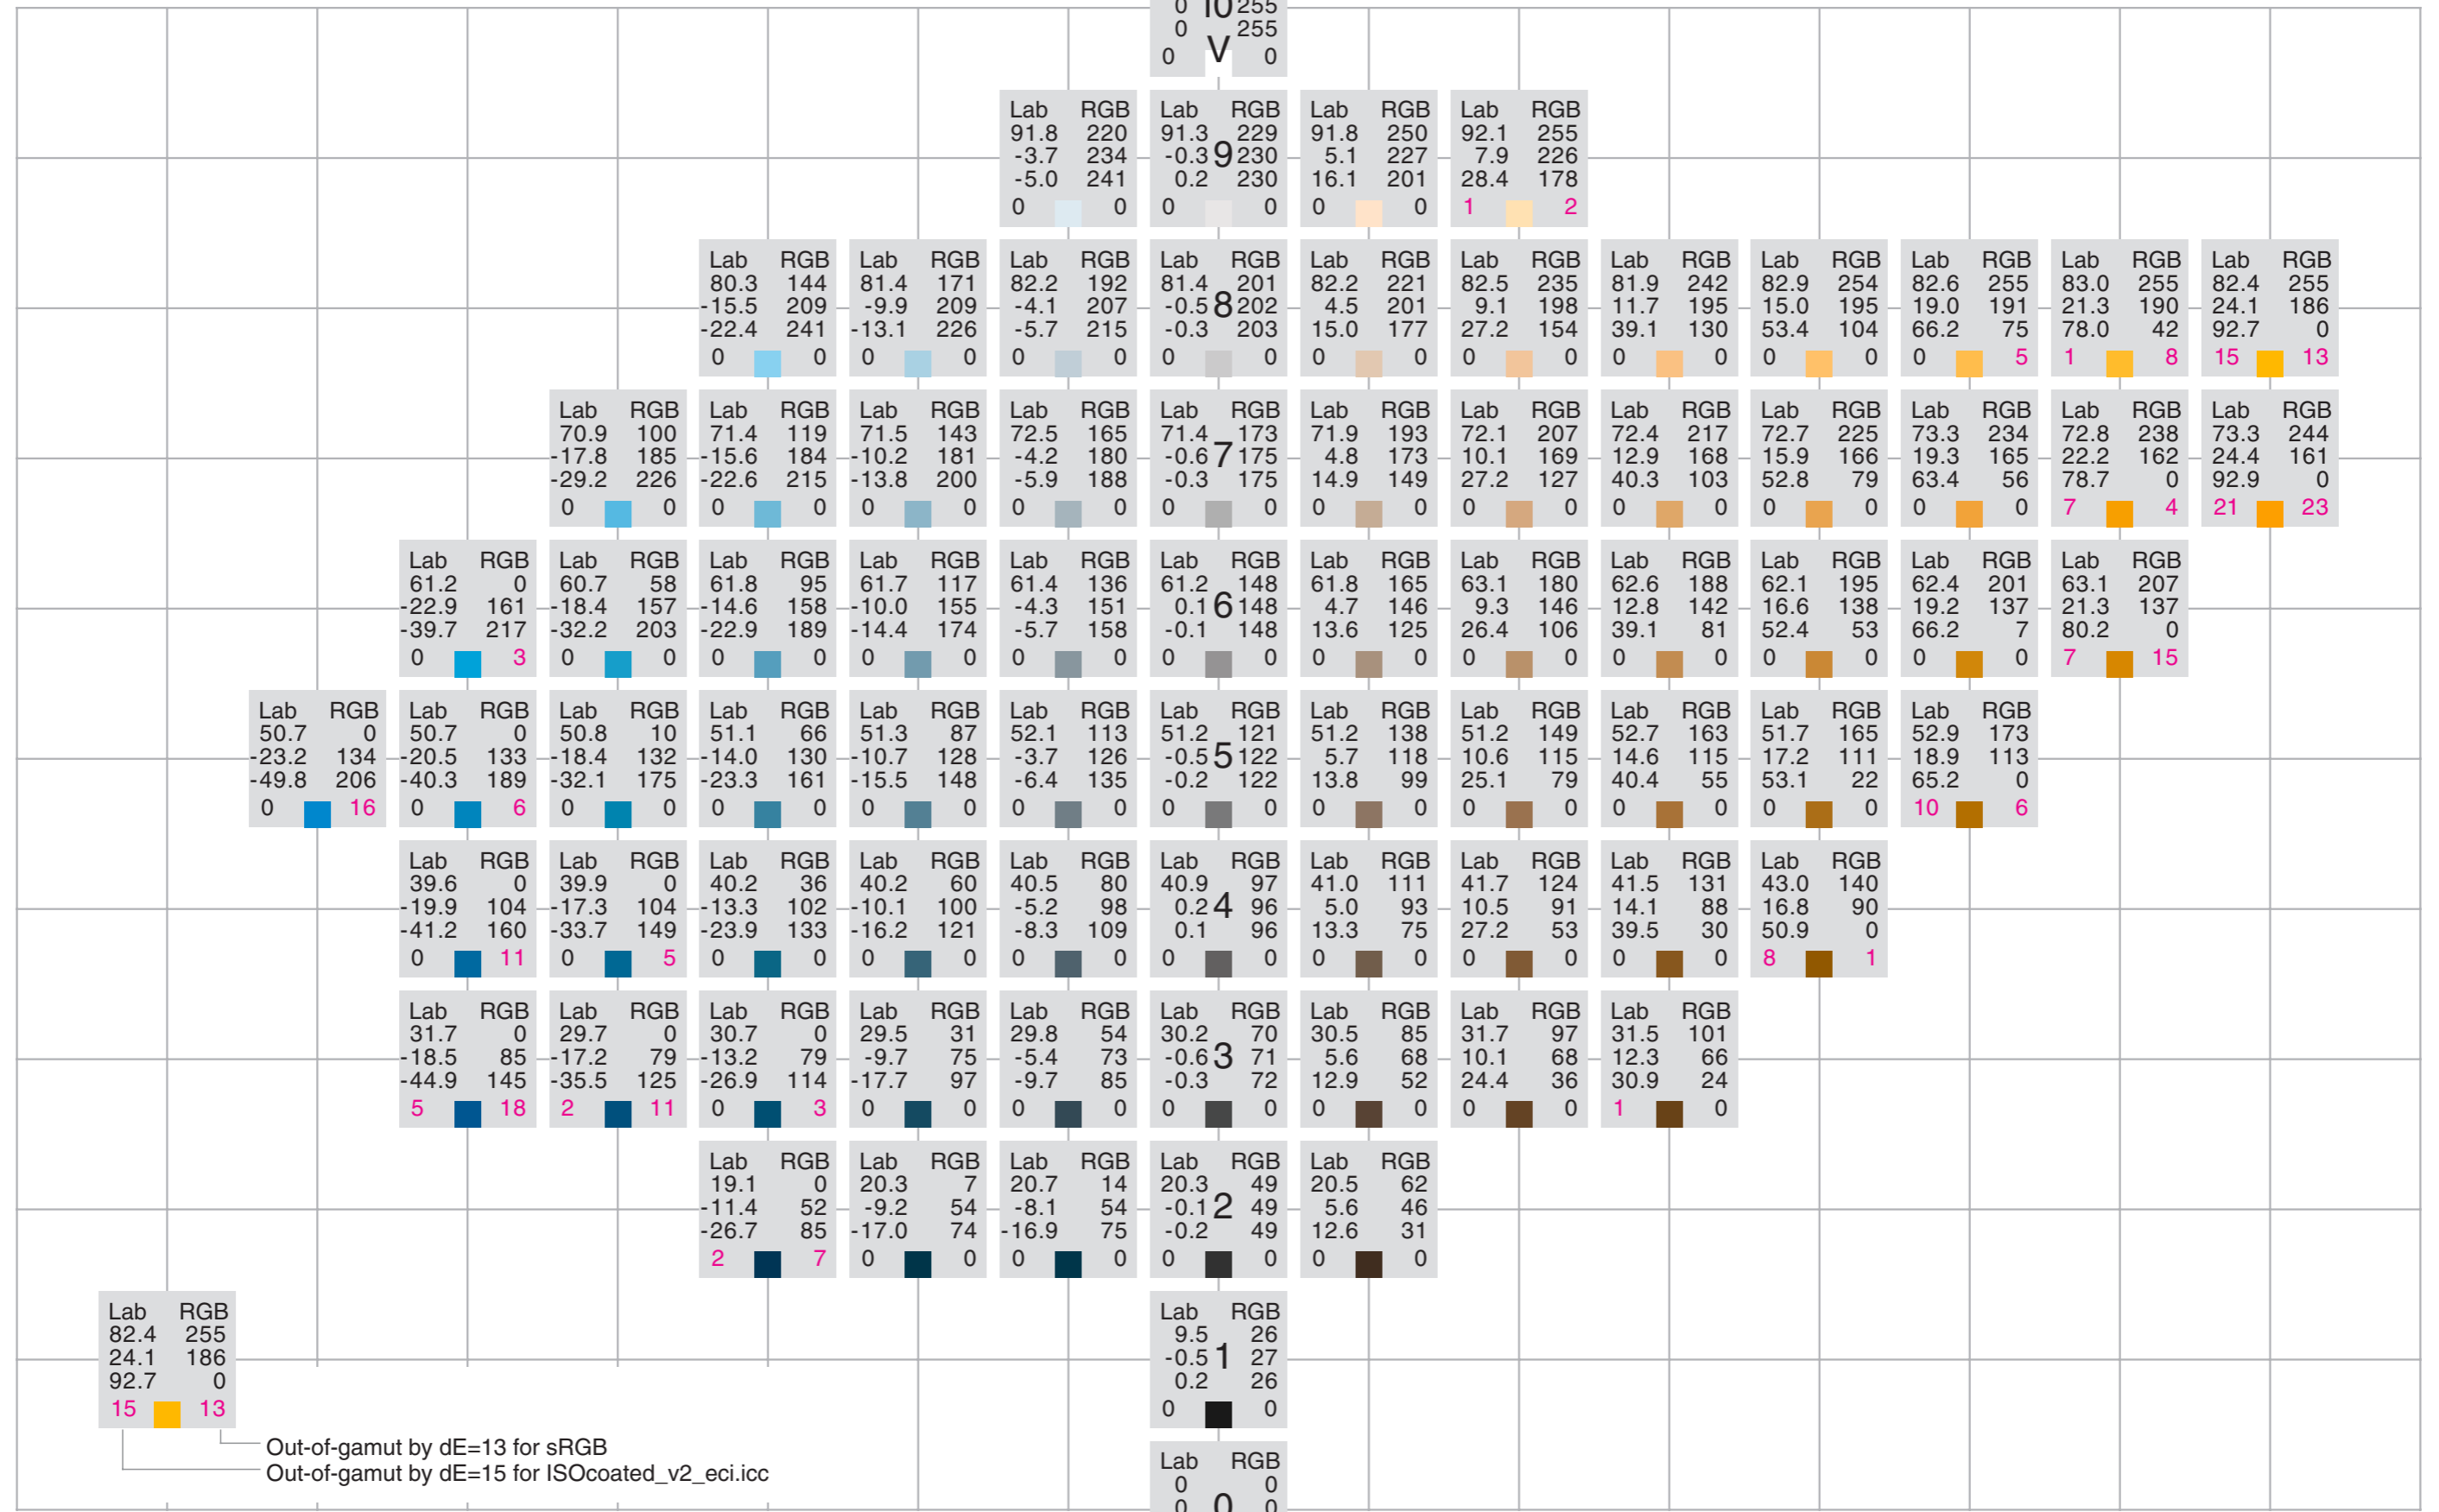 0 10 255
0 255
0 V 0
Lab RGB Lab RGB Lab RGB Lab RGB
91.8 220 91.3 229 91.8 250 92.1 255
-3.7 234 -0.3 9 230 5.1 227 7.9 226
-5.0 241 0.2 230 16.1 201 28.4 178
0 0 0 0 0 0 1 2
Lab RGB Lab RGB Lab RGB Lab RGB Lab RGB Lab RGB Lab RGB Lab RGB Lab RGB Lab RGB Lab RGB
80.3 144 81.4 171 82.2 192 81.4 201 82.2 221 82.5 235 81.9 242 82.9 254 82.6 255 83.0 255 82.4 255
-15.5 209 -9.9 209 -4.1 207 -0.5 8 202 4.5 201 9.1 198 11.7 195 15.0 195 19.0 191 21.3 190 24.1 186
-22.4 241 -13.1 226 -5.7 215 -0.3 203 15.0 177 27.2 154 39.1 130 53.4 104 66.2 75 78.0 42 92.7 0
0 0 0 0 0 0 0 0 0 0 0 0 0 0 0 0 0 5 1 8 15 13
Lab RGB Lab RGB Lab RGB Lab RGB Lab RGB Lab RGB Lab RGB Lab RGB Lab RGB Lab RGB Lab RGB Lab RGB
70.9 100 71.4 119 71.5 143 72.5 165 71.4 173 71.9 193 72.1 207 72.4 217 72.7 225 73.3 234 72.8 238 73.3 244
-17.8 185 -15.6 184 -10.2 181 -4.2 180 -0.6 7 175 4.8 173 10.1 169 12.9 168 15.9 166 19.3 165 22.2 162 24.4 161
-29.2 226 -22.6 215 -13.8 200 -5.9 188 -0.3 175 14.9 149 27.2 127 40.3 103 52.8 79 63.4 56 78.7 0 92.9 0
0 0 0 0 0 0 0 0 0 0 0 0 0 0 0 0 0 0 0 0 7 4 21 23
Lab RGB Lab RGB Lab RGB Lab RGB Lab RGB Lab RGB Lab RGB Lab RGB Lab RGB Lab RGB Lab RGB Lab RGB
61.2 0 60.7 58 61.8 95 61.7 117 61.4 136 61.2 148 61.8 165 63.1 180 62.6 188 62.1 195 62.4 201 63.1 207
-22.9 161 -18.4 157 -14.6 158 -10.0 155 -4.3 151 0.1 6 148 4.7 146 9.3 146 12.8 142 16.6 138 19.2 137 21.3 137
-39.7 217 -32.2 203 -22.9 189 -14.4 174 -5.7 158 -0.1 148 13.6 125 26.4 106 39.1 81 52.4 53 66.2 7 80.2 0
0 3 0 0 0 0 0 0 0 0 0 0 0 0 0 0 0 0 0 0 0 0 7 15
Lab RGB Lab RGB Lab RGB Lab RGB Lab RGB Lab RGB Lab RGB Lab RGB Lab RGB Lab RGB Lab RGB Lab RGB
50.7 0 50.7 0 50.8 10 51.1 66 51.3 87 52.1 113 51.2 121 51.2 138 51.2 149 52.7 163 51.7 165 52.9 173
-23.2 134 -20.5 133 -18.4 132 -14.0 130 -10.7 128 -3.7 126 -0.5 5 122 5.7 118 10.6 115 14.6 115 17.2 111 18.9 113
-49.8 206 -40.3 189 -32.1 175 -23.3 161 -15.5 148 -6.4 135 -0.2 122 13.8 99 25.1 79 40.4 55 53.1 22 65.2 0
0 16 0 6 0 0 0 0 0 0 0 0 0 0 0 0 0 0 0 0 0 0 10 6
Lab RGB Lab RGB Lab RGB Lab RGB Lab RGB Lab RGB Lab RGB Lab RGB Lab RGB Lab RGB
39.6 0 39.9 0 40.2 36 40.2 60 40.5 80 40.9 97 41.0 111 41.7 124 41.5 131 43.0 140
-19.9 104 -17.3 104 -13.3 102 -10.1 100 -5.2 98 0.2 4 96 5.0 93 10.5 91 14.1 88 16.8 90
-41.2 160 -33.7 149 -23.9 133 -16.2 121 -8.3 109 0.1 96 13.3 75 27.2 53 39.5 30 50.9 0
0 11 0 5 0 0 0 0 0 0 0 0 0 0 0 0 0 0 8 1
Lab RGB Lab RGB Lab RGB Lab RGB Lab RGB Lab RGB Lab RGB Lab RGB Lab RGB
31.7 0 29.7 0 30.7 0 29.5 31 29.8 54 30.2 70 30.5 85 31.7 97 31.5 101
-18.5 85 -17.2 79 -13.2 79 -9.7 75 -5.4 73 -0.6 3 71 5.6 68 10.1 68 12.3 66
-44.9 145 -35.5 125 -26.9 114 -17.7 97 -9.7 85 -0.3 72 12.9 52 24.4 36 30.9 24
5 18 2 11 0 3 0 0 0 0 0 0 0 0 0 0 1 0
Lab RGB Lab RGB Lab RGB Lab RGB Lab RGB
19.1 0 20.3 7 20.7 14 20.3 49 20.5 62
-11.4 52 -9.2 54 -8.1 54 -0.1 2 49 5.6 46
-26.7 85 -17.0 74 -16.9 75 -0.2 49 12.6 31
2 7 0 0 0 0 0 0 0 0
Lab RGB Lab RGB
82.4 255 9.5 26
24.1 186 -0.5 1 27
92.7 0 0.2 26
15 13 0 0
Out-of-gamut by dE=13 for sRGB
Out-of-gamut by dE=15 for ISOcoated_v2_eci.icc
Lab RGB
0 0
0 0 0